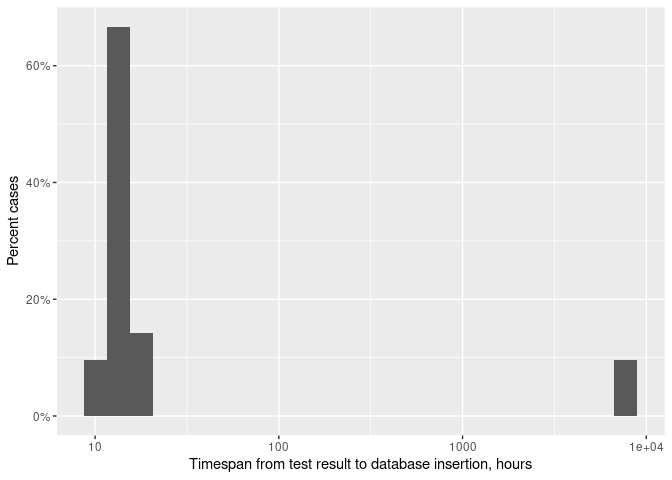 60%
40%
20%
0%
Percent cases
10 100 1000 1e+04
Timespan from test result to database insertion, hours